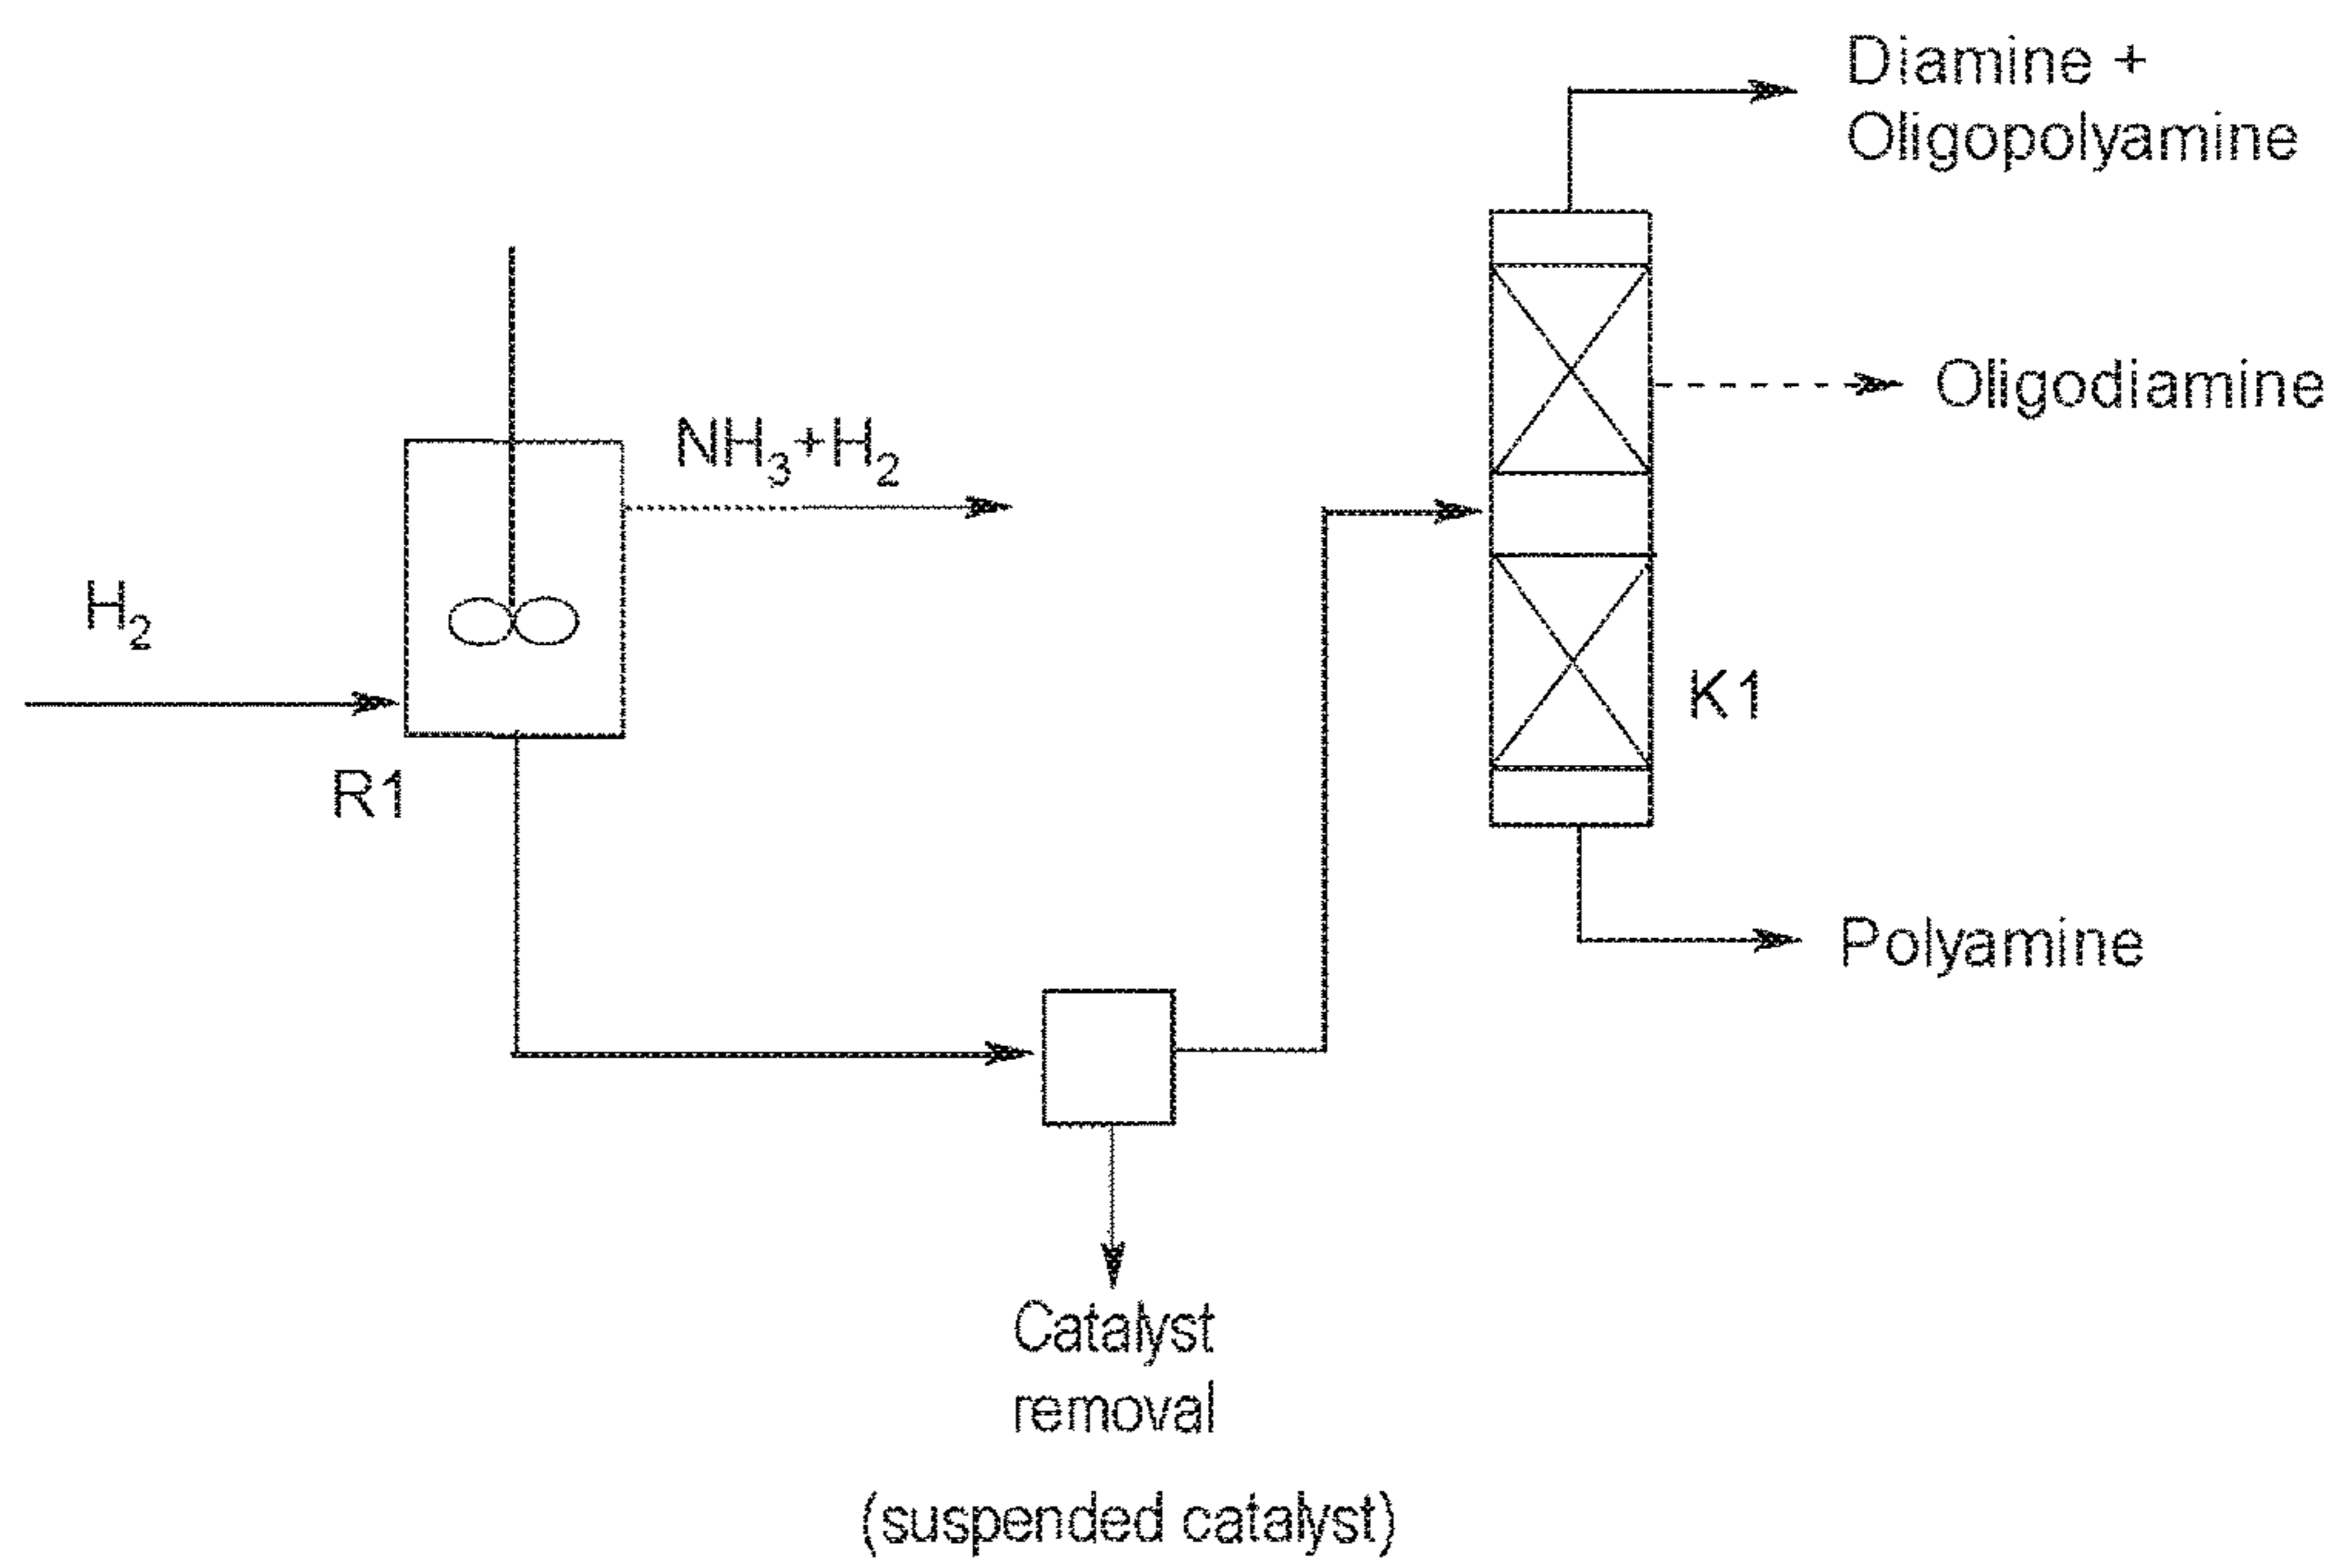 Diamine +
Oligopolyamine
Oligodiamine
NH₃+H₂
H₂
K1
R1
Polyamine
Catalyst
removal
(suspended catalyst)